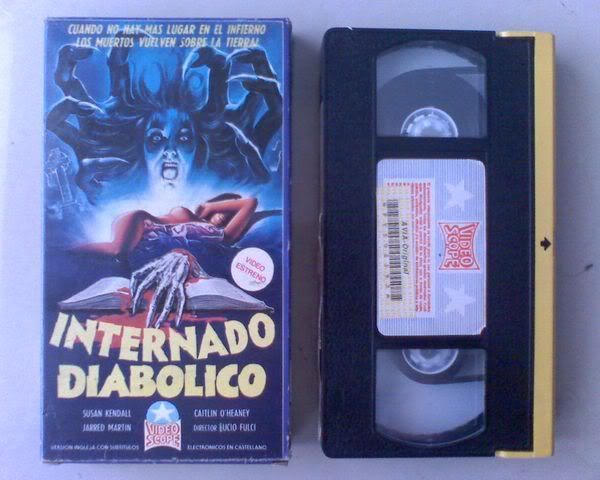 CUANDO NO HAY MAS LUGAR EN EL INFIERNO
LOS MUERTOS VUELVEN SOBRE LA TIERRA!
VIDEO
ESTRENO
INTERNADO
DIABOLICO
SUSAN KENDALL
CAITLIN O'HEANEY
JARRED MARTIN
DIRECTOR LUCIO FULCI
VIDEO
SCOPE
VERSION INGLESA CON SUBTITULOS
ELECTRONICOS EN CASTELLANO
VIDEO
SCOPE
AVIA-Original